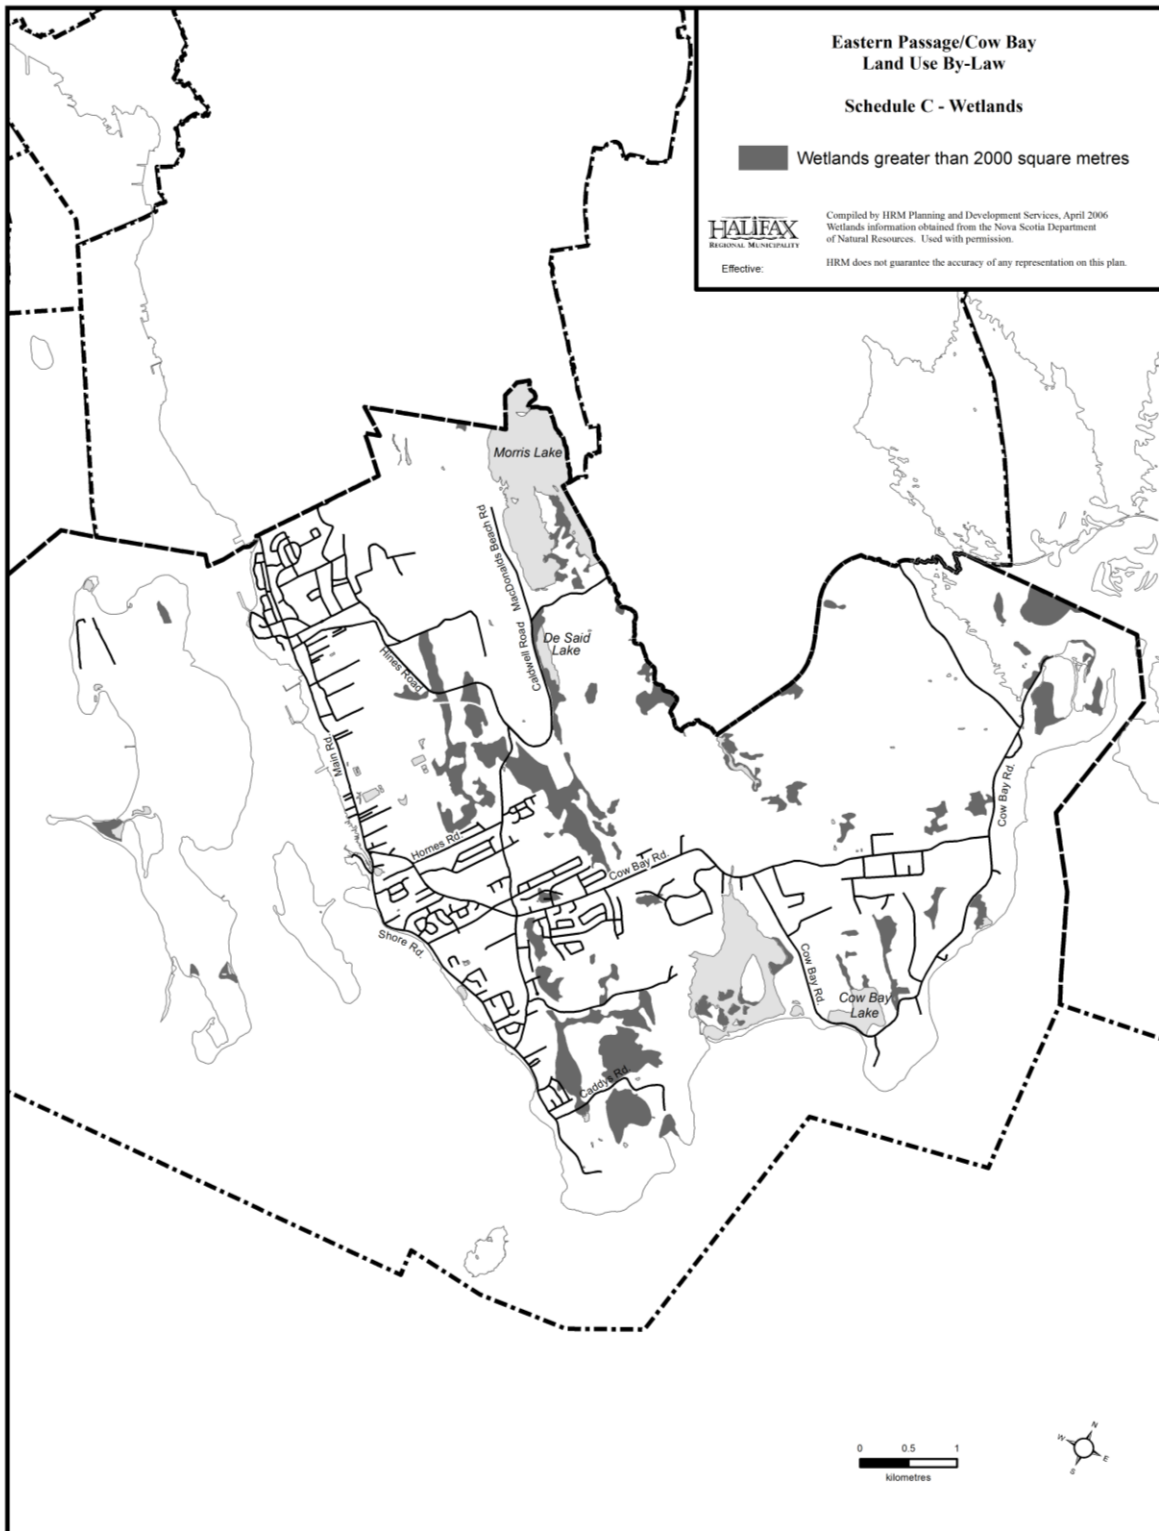 Eastern Passage/Cow Bay
Land Use By-Law
Schedule C - Wetlands
Wetlands greater than 2000 square metres
HALIFAX
REGIONAL MUNICIPALITY
Compiled by HRM Planning and Development Services, April 2006
Wetlands information obtained from the Nova Scotia Department
of Natural Resources.  Used with permission.
Effective:
HRM does not guarantee the accuracy of any representation on this plan.
Morris Lake
MacDonalds Beach Rd
Caldwell Road
De Said
Lake
Hines Road
Main Rd
Hornes Rd
Cow Bay Rd.
Cow Bay Rd.
Shore Rd.
Cow Bay Rd.
Cow Bay
Lake
Caddys Rd.
0 0.5 1
kilometres
N
W
E
S